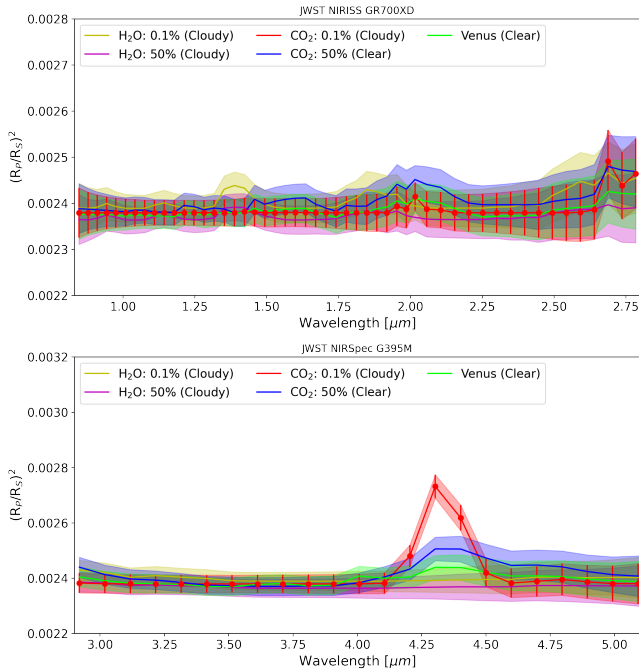 JWST NIRISS GR700XD
H₂O: 0.1% (Cloudy) CO₂: 0.1% (Cloudy) Venus (Clear)
H₂O: 50% (Cloudy) CO₂: 50% (Clear)
(R_P/R_S)²
0.0028
0.0027
0.0026
0.0025
0.0024
0.0023
0.0022
1.00 1.25 1.50 1.75 2.00 2.25 2.50 2.75
Wavelength [μm]
JWST NIRSpec G395M
H₂O: 0.1% (Cloudy) CO₂: 0.1% (Cloudy) Venus (Clear)
H₂O: 50% (Cloudy) CO₂: 50% (Clear)
(R_P/R_S)²
0.0032
0.0030
0.0028
0.0026
0.0024
0.0022
3.00 3.25 3.50 3.75 4.00 4.25 4.50 4.75 5.00
Wavelength [μm]